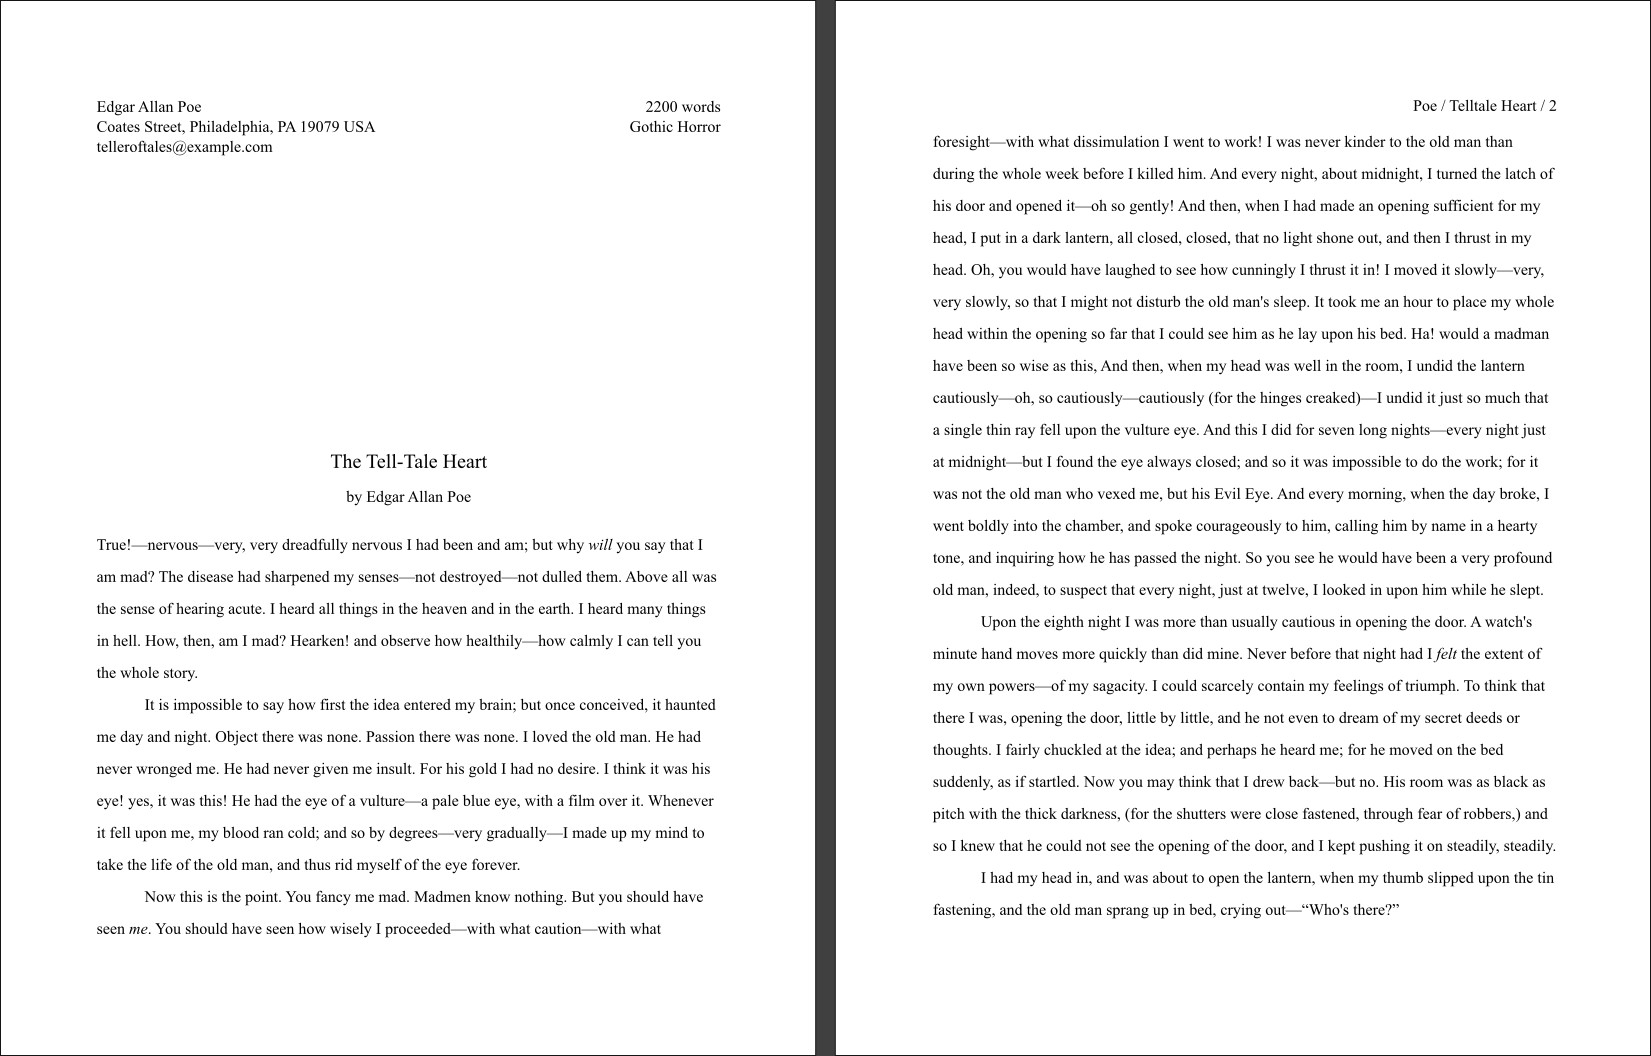 Edgar Allan Poe
2200 words
Coates Street, Philadelphia, PA 19079 USA
Gothic Horror
telleroftales@example.com
The Tell-Tale Heart
by Edgar Allan Poe
True!—nervous—very, very dreadfully nervous I had been and am; but why will you say that I
am mad? The disease had sharpened my senses—not destroyed—not dulled them. Above all was
the sense of hearing acute. I heard all things in the heaven and in the earth. I heard many things
in hell. How, then, am I mad? Hearken! and observe how healthily—how calmly I can tell you
the whole story.
It is impossible to say how first the idea entered my brain; but once conceived, it haunted
me day and night. Object there was none. Passion there was none. I loved the old man. He had
never wronged me. He had never given me insult. For his gold I had no desire. I think it was his
eye! yes, it was this! He had the eye of a vulture—a pale blue eye, with a film over it. Whenever
it fell upon me, my blood ran cold; and so by degrees—very gradually—I made up my mind to
take the life of the old man, and thus rid myself of the eye forever.
Now this is the point. You fancy me mad. Madmen know nothing. But you should have
seen me. You should have seen how wisely I proceeded—with what caution—with what
Poe / Telltale Heart / 2
foresight—with what dissimulation I went to work! I was never kinder to the old man than
during the whole week before I killed him. And every night, about midnight, I turned the latch of
his door and opened it—oh so gently! And then, when I had made an opening sufficient for my
head, I put in a dark lantern, all closed, closed, that no light shone out, and then I thrust in my
head. Oh, you would have laughed to see how cunningly I thrust it in! I moved it slowly—very,
very slowly, so that I might not disturb the old man's sleep. It took me an hour to place my whole
head within the opening so far that I could see him as he lay upon his bed. Ha! would a madman
have been so wise as this, And then, when my head was well in the room, I undid the lantern
cautiously—oh, so cautiously—cautiously (for the hinges creaked)—I undid it just so much that
a single thin ray fell upon the vulture eye. And this I did for seven long nights—every night just
at midnight—but I found the eye always closed; and so it was impossible to do the work; for it
was not the old man who vexed me, but his Evil Eye. And every morning, when the day broke, I
went boldly into the chamber, and spoke courageously to him, calling him by name in a hearty
tone, and inquiring how he has passed the night. So you see he would have been a very profound
old man, indeed, to suspect that every night, just at twelve, I looked in upon him while he slept.
Upon the eighth night I was more than usually cautious in opening the door. A watch's
minute hand moves more quickly than did mine. Never before that night had I felt the extent of
my own powers—of my sagacity. I could scarcely contain my feelings of triumph. To think that
there I was, opening the door, little by little, and he not even to dream of my secret deeds or
thoughts. I fairly chuckled at the idea; and perhaps he heard me; for he moved on the bed
suddenly, as if startled. Now you may think that I drew back—but no. His room was as black as
pitch with the thick darkness, (for the shutters were close fastened, through fear of robbers,) and
so I knew that he could not see the opening of the door, and I kept pushing it on steadily, steadily.
I had my head in, and was about to open the lantern, when my thumb slipped upon the tin
fastening, and the old man sprang up in bed, crying out—“Who's there?”